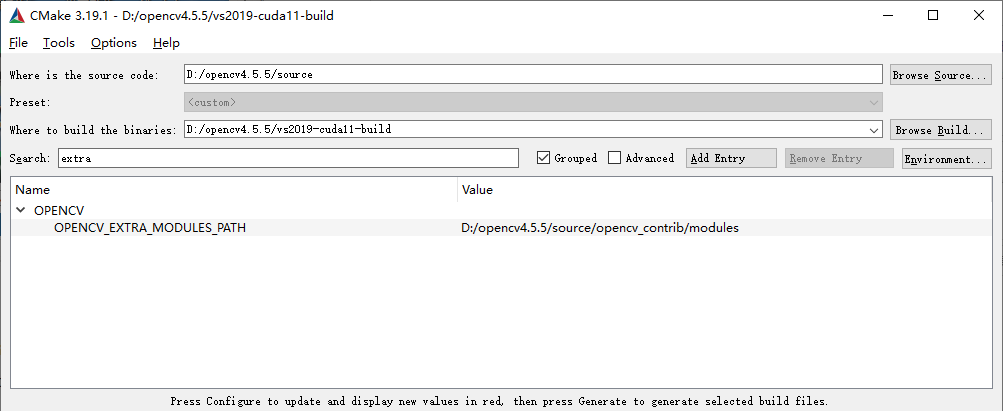 CMake 3.19.1 - D:/opencv4.5.5/vs2019-cuda11-build
File Tools Options Help
Where is the source code: D:/opencv4.5.5/source Browse Source...
Preset: <custom>
Where to build the binaries: D:/opencv4.5.5/vs2019-cuda11-build Browse Build...
Search: extra Grouped Advanced Add Entry Remove Entry Environment...
Name Value
OPENCV
OPENCV_EXTRA_MODULES_PATH D:/opencv4.5.5/source/opencv_contrib/modules
Press Configure to update and display new values in red, then press Generate to generate selected build files.